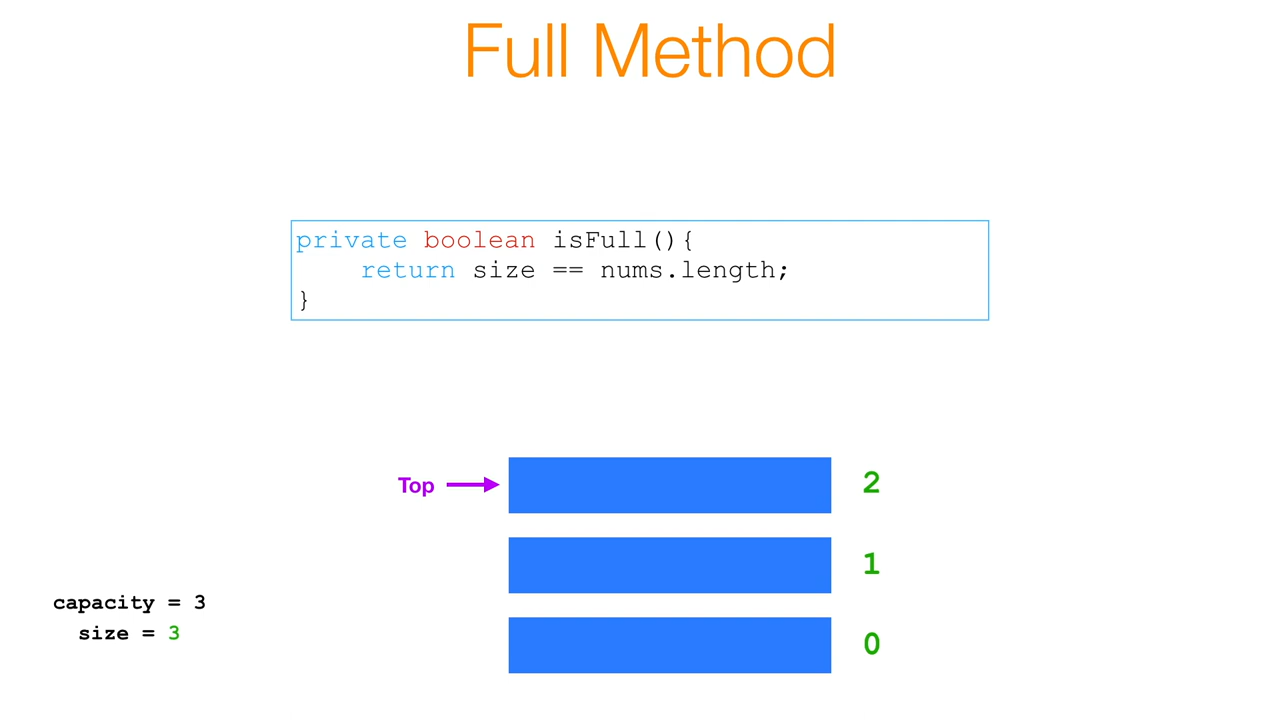 Full Method
private boolean isFull(){
    return size == nums.length;
}
Top
2
1
0
capacity = 3
size = 3